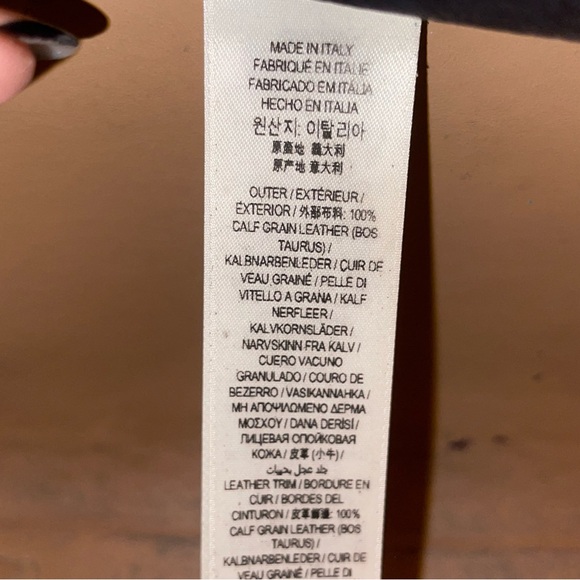 MADE IN ITALY
FABRIQUÉ EN ITALIE
FABRICADO EM ITÁLIA
HECHO EN ITALIA
원산지: 이탈리아
原產地 義大利
原产地 意大利
OUTER / EXTÉRIEUR /
EXTERIOR / 外部布料: 100%
CALF GRAIN LEATHER (BOS
TAURUS) /
KALBNARBENLEDER / CUIR DE
VEAU GRAINÉ / PELLE DI
VITELLO A GRANA / KALF
NERFLEER /
KALVKORNSLÄDER /
NARVSKINN FRA KALV /
CUERO VACUNO
GRANULADO / COURO DE
BEZERRO / VASIKANNAHKA /
ΜΗ ΑΠΟΨΙΛΩΜΕΝΟ ΔΕΡΜΑ
ΜΟΣΧΟΥ / DANA DERİSİ /
ЛИЦЕВАЯ ОПОЙКОВАЯ
КОЖА / 皮革 (小牛) /
جلد عجل بحبيبات
LEATHER TRIM / BORDURE EN
CUIR / BORDES DEL
CINTURON / 皮革飾邊: 100%
CALF GRAIN LEATHER (BOS
TAURUS) /
KALBNARBENLEDER / CUIR DE
VEAU GRAINÉ / PELLE DI